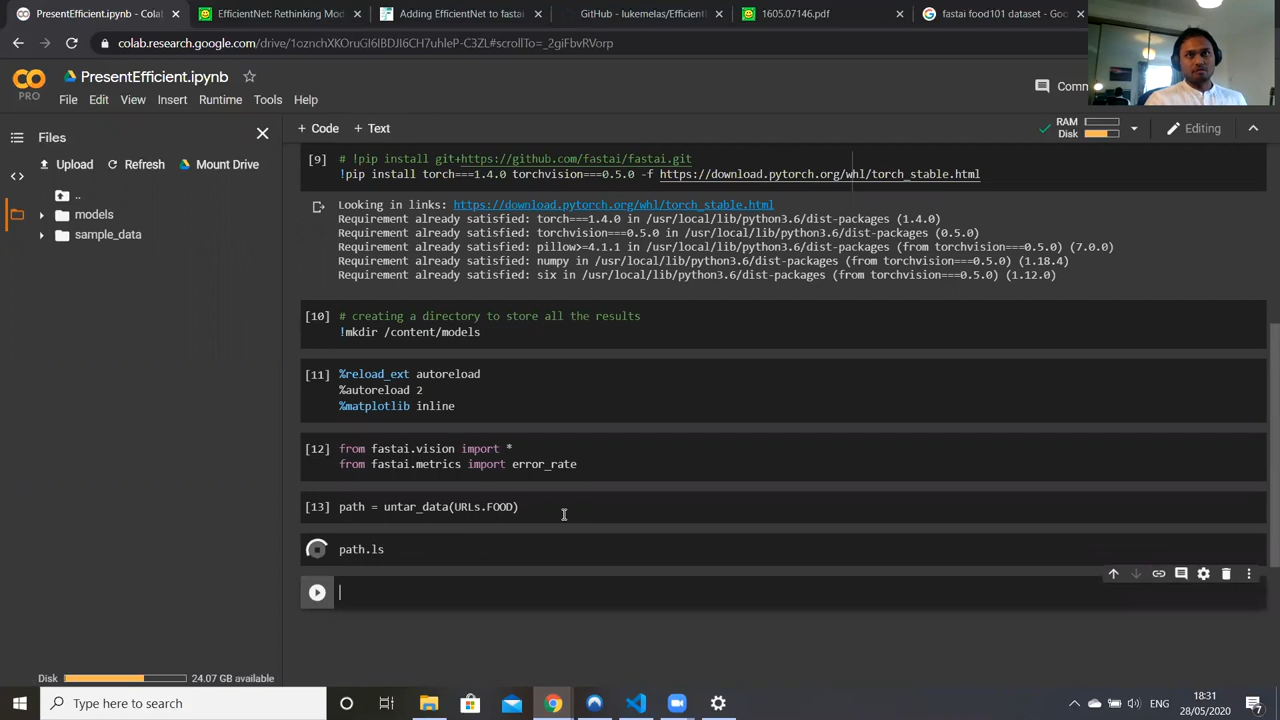 PresentEfficient.ipynb - Colab
EfficientNet: Rethinking Mod
Adding EfficientNet to fastai
GitHub - lukemelas/Efficient
1605.07146.pdf
fastai food101 dataset - Goo
colab.research.google.com/drive/1oznchXKOruGI6IBDJI6CH7uhleP-C3ZL#scrollTo=_2giFbvRVorp
CO
PRO
PresentEfficient.ipynb
File Edit View Insert Runtime Tools Help
Comm
Files
+ Code + Text
RAM
Disk
Editing
Upload Refresh Mount Drive
..
models
sample_data
[9] # !pip install git+https://github.com/fastai/fastai.git
!pip install torch===1.4.0 torchvision===0.5.0 -f https://download.pytorch.org/whl/torch_stable.html
Looking in links: https://download.pytorch.org/whl/torch_stable.html
Requirement already satisfied: torch===1.4.0 in /usr/local/lib/python3.6/dist-packages (1.4.0)
Requirement already satisfied: torchvision===0.5.0 in /usr/local/lib/python3.6/dist-packages (0.5.0)
Requirement already satisfied: pillow>=4.1.1 in /usr/local/lib/python3.6/dist-packages (from torchvision===0.5.0) (7.0.0)
Requirement already satisfied: numpy in /usr/local/lib/python3.6/dist-packages (from torchvision===0.5.0) (1.18.4)
Requirement already satisfied: six in /usr/local/lib/python3.6/dist-packages (from torchvision===0.5.0) (1.12.0)
[10] # creating a directory to store all the results
!mkdir /content/models
[11] %reload_ext autoreload
%autoreload 2
%matplotlib inline
[12] from fastai.vision import *
from fastai.metrics import error_rate
[13] path = untar_data(URLs.FOOD)
path.ls
Disk 24.07 GB available
Type here to search
ENG
18:31
28/05/2020
7